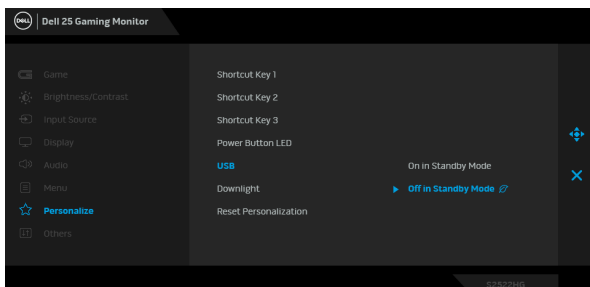 DELL Dell 25 Gaming Monitor
Game
Shortcut Key 1
Brightness/Contrast
Shortcut Key 2
Input Source
Shortcut Key 3
Display
Power Button LED
Audio
USB
On in Standby Mode
Menu
Downlight
Off in Standby Mode
Personalize
Reset Personalization
Others
S2522HG